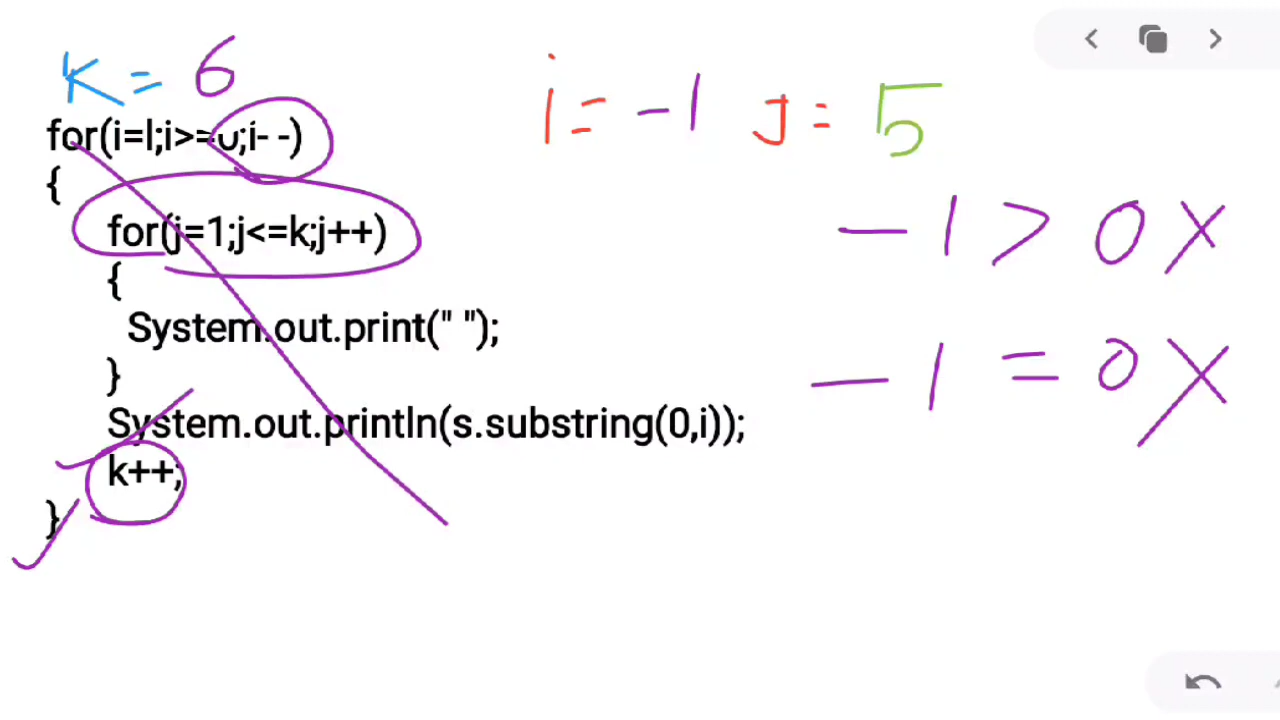 K = 6
i = -1 J = 5
for(i=l;i>=0;i- -)
{
-1 > 0 X
for(j=1;j<=k;j++)
{
System.out.print(" ");
}
-1 = 0 X
System.out.println(s.substring(0,i));
k++;
}